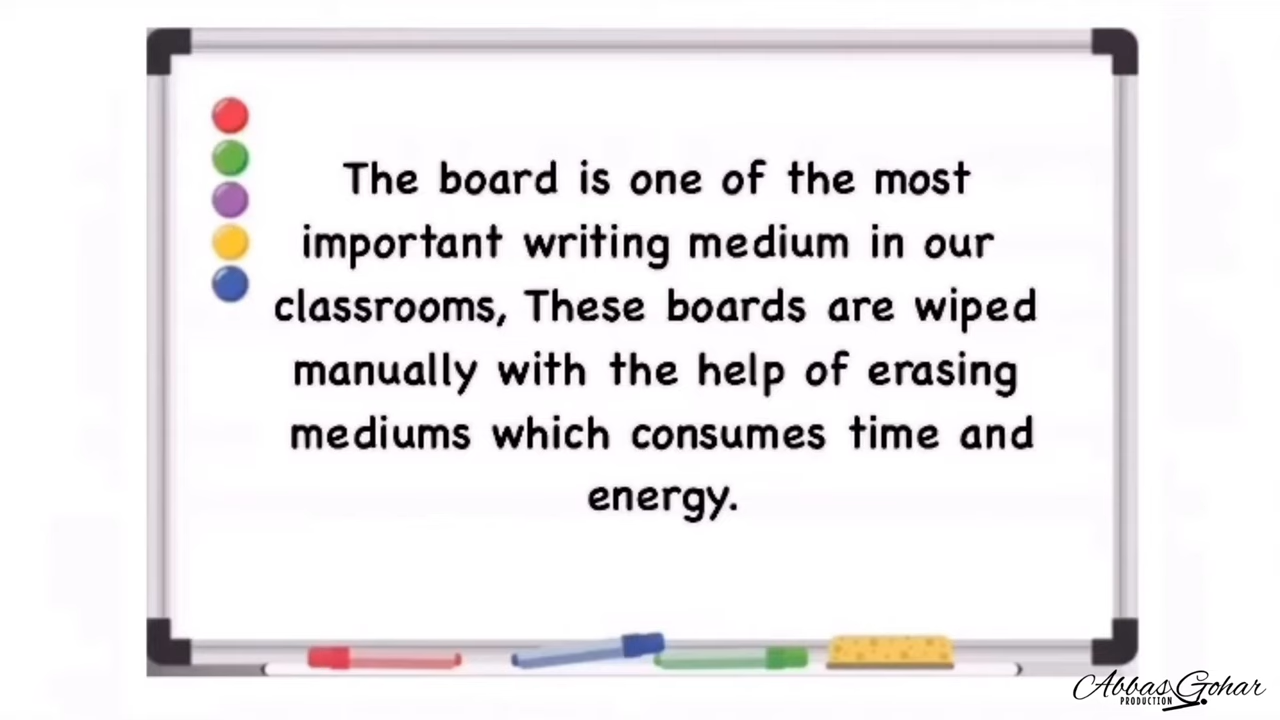 The board is one of the most
important writing medium in our
classrooms, These boards are wiped
manually with the help of erasing
mediums which consumes time and
energy.
Abbas Gohar
PRODUCTION